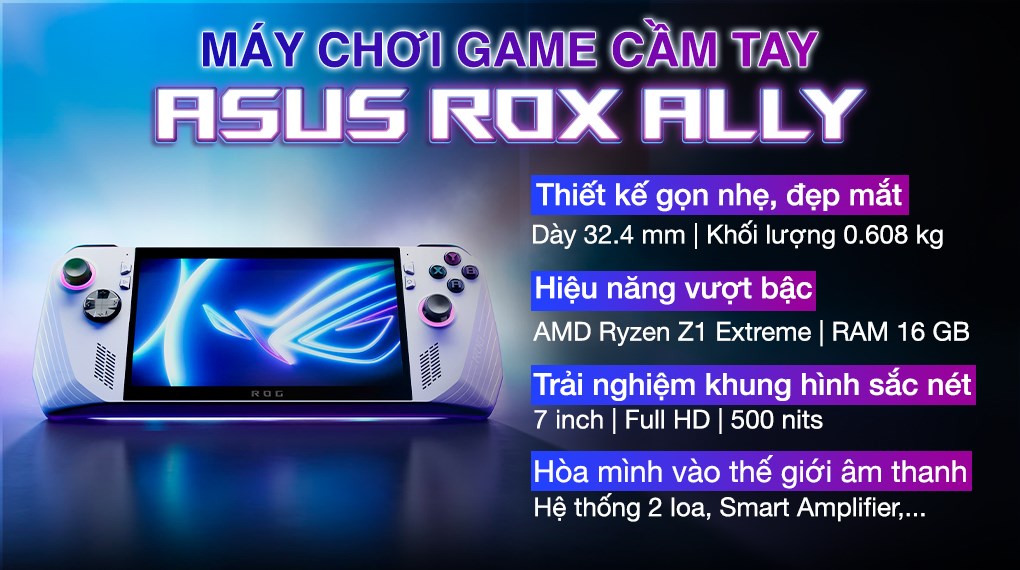 MÁY CHƠI GAME CẦM TAY
ASUS ROX ALLY
Thiết kế gọn nhẹ, đẹp mắt
Dày 32.4 mm | Khối lượng 0.608 kg
Hiệu năng vượt bậc
AMD Ryzen Z1 Extreme | RAM 16 GB
Trải nghiệm khung hình sắc nét
7 inch | Full HD | 500 nits
Hòa mình vào thế giới âm thanh
Hệ thống 2 loa, Smart Amplifier,...
Y
X
B
A
ROG